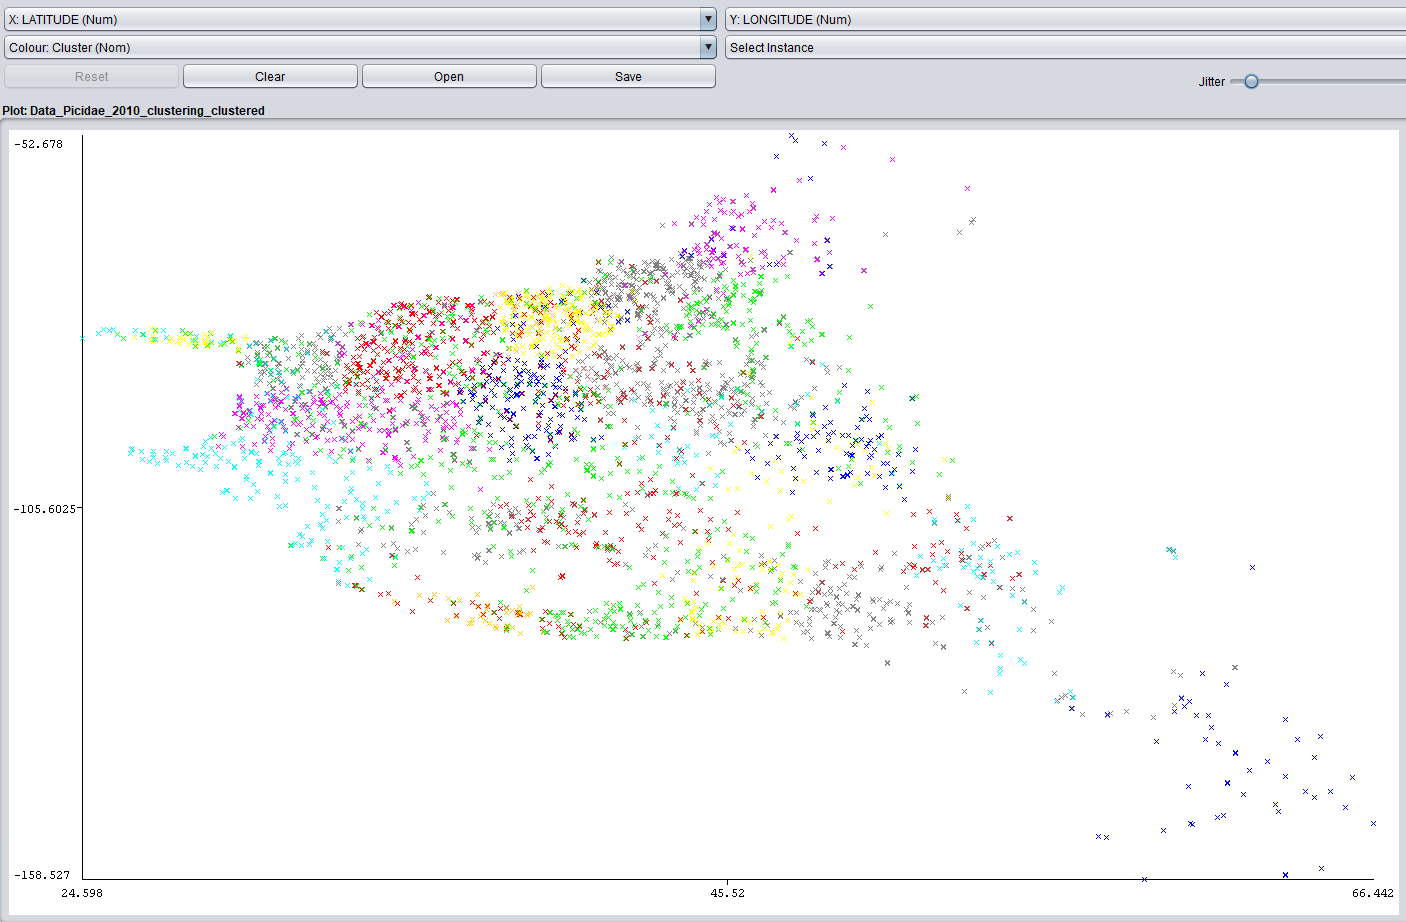 X: LATITUDE (Num) Y: LONGITUDE (Num)
Colour: Cluster (Nom) Select Instance
Reset Clear Open Save
Jitter
Plot: Data_Picidae_2010_clustering_clustered
-52.678
-105.6025
-158.527
24.598 45.52 66.442